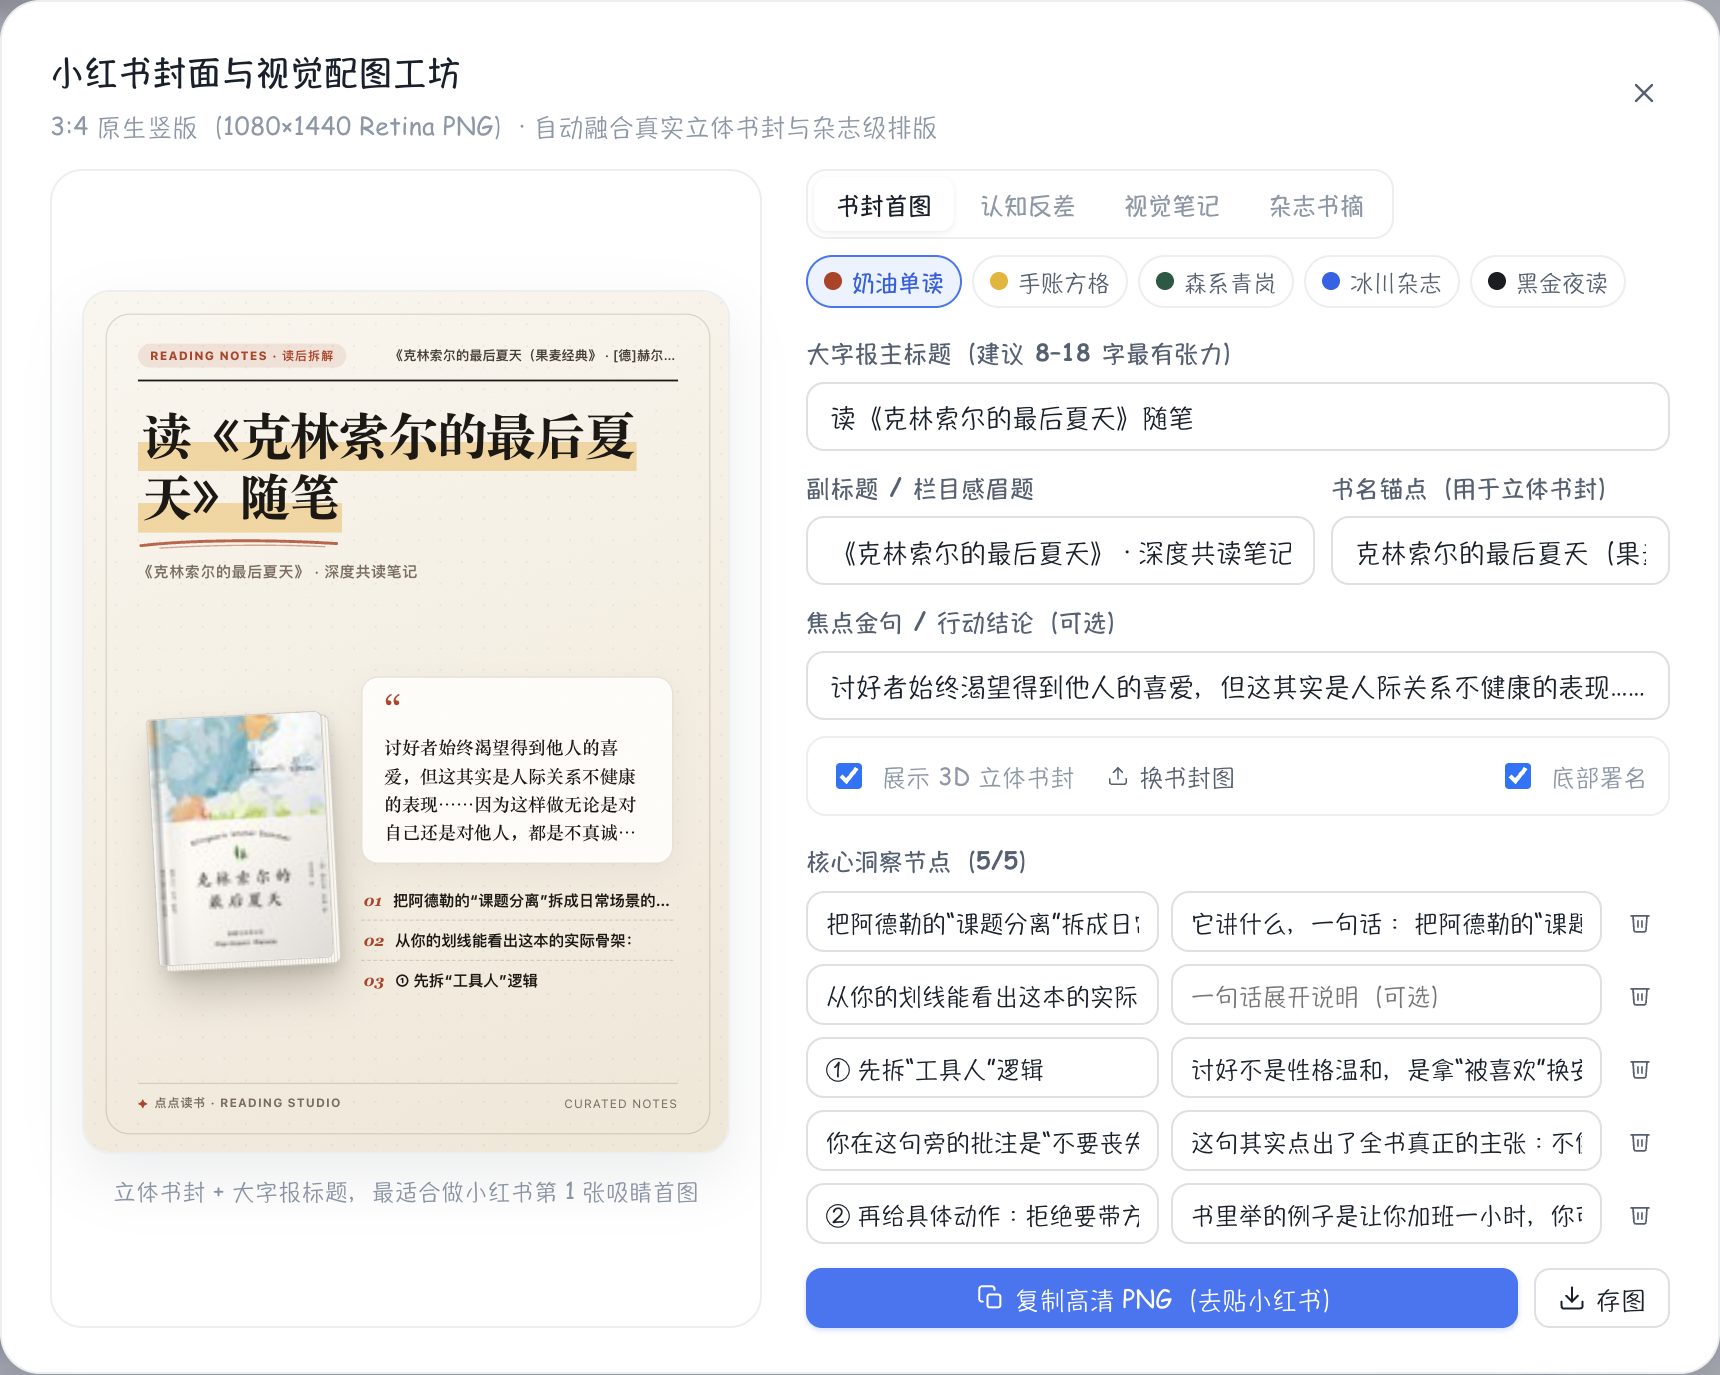 小红书封面与视觉配图工坊
3:4 原生竖版（1080×1440 Retina PNG）· 自动融合真实立体书封与杂志级排版
READING NOTES · 读后拆解
《克林索尔的最后夏天（果麦经典》 · [德]赫尔...
读《克林索尔的最后夏
天》随笔
《克林索尔的最后夏天》 · 深度共读笔记
克林索尔的
最后夏天
“
讨好者始终渴望得到他人的喜
爱，但这其实是人际关系不健康
的表现……因为这样做无论是对
自己还是对他人，都是不真诚…
01 把阿德勒的“课题分离”拆成日常场景的...
02 从你的划线能看出这本的实际骨架：
03 ① 先拆“工具人”逻辑
点点读书 · READING STUDIO
CURATED NOTES
立体书封 + 大字报标题，最适合做小红书第 1 张吸睛首图
书封首图 认知反差 视觉笔记 杂志书摘
奶油单读 手账方格 森系青岚 冰川杂志 黑金夜读
大字报主标题（建议 8-18 字最有张力）
读《克林索尔的最后夏天》随笔
副标题 / 栏目感眉题
《克林索尔的最后夏天》 · 深度共读笔记
书名锚点（用于立体书封）
克林索尔的最后夏天（果
焦点金句 / 行动结论（可选）
讨好者始终渴望得到他人的喜爱，但这其实是人际关系不健康的表现……
展示 3D 立体书封 换书封图 底部署名
核心洞察节点（5/5）
把阿德勒的“课题分离”拆成日 它讲什么，一句话：把阿德勒的“课题
从你的划线能看出这本的实际 一句话展开说明（可选）
① 先拆“工具人”逻辑 讨好不是性格温和，是拿“被喜欢”换
你在这句旁的批注是“不要丧失 这句其实点出了全书真正的主张：不
② 再给具体动作：拒绝要带方 书里举的例子是让你加班一小时，你
复制高清 PNG（去贴小红书） 存图